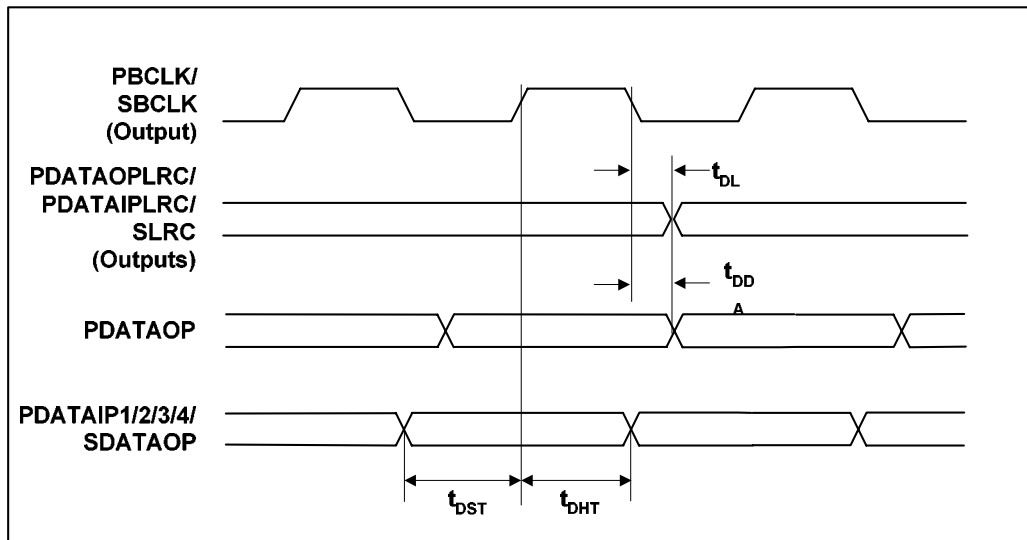 PBCLK/
SBCLK
(Output)
PDATAOPLRC/
PDATAIPLRC/
SLRC
(Outputs)
tDL
tDD
A
PDATAOP
PDATAIP1/2/3/4/
SDATAOP
tDST
tDHT